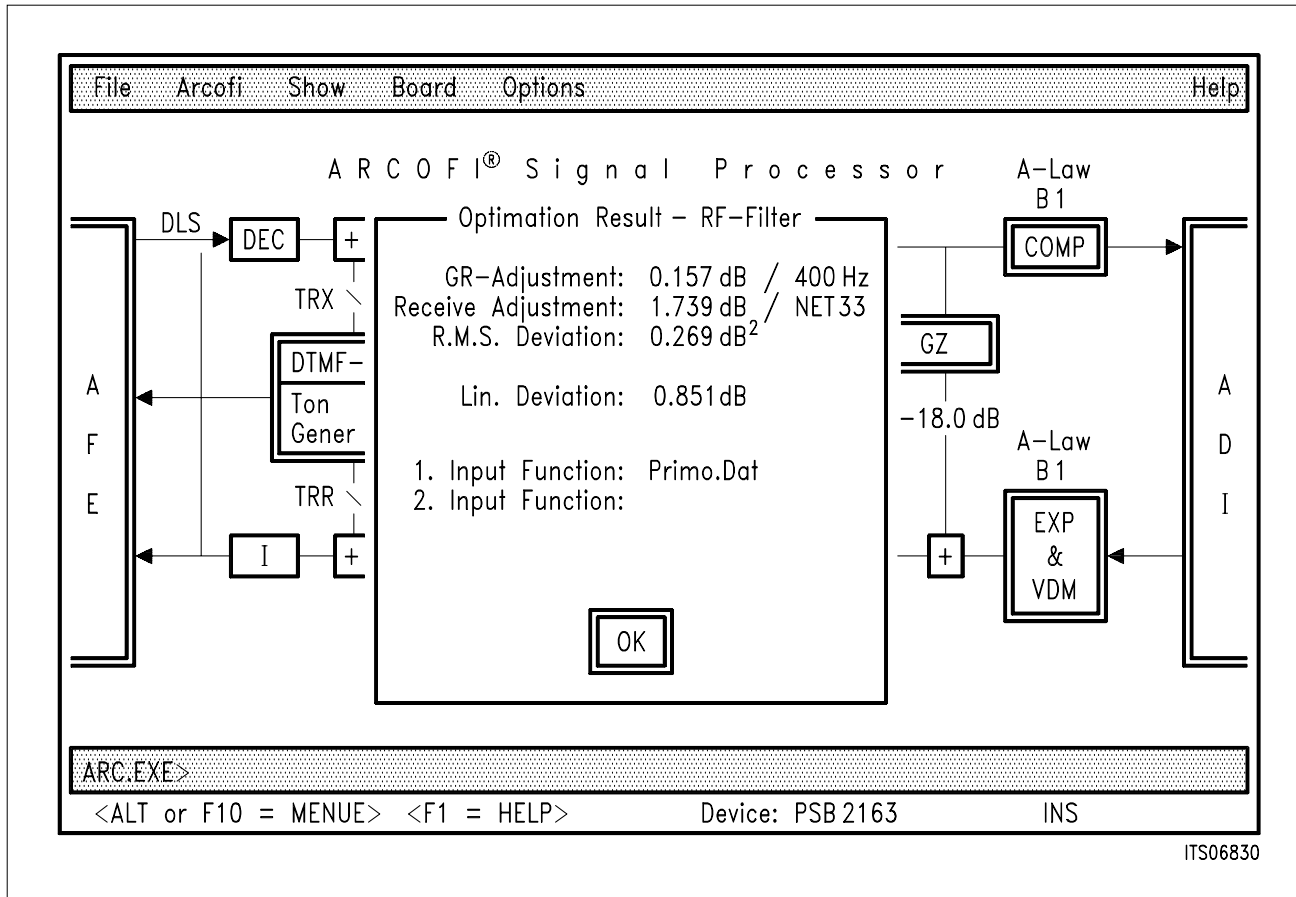 File Arcofi Show Board Options Help
ARCOFI® Signal Processor
A-Law
B1
DLS
DEC
+
COMP
Optimation Result - RF-Filter
GR-Adjustment: 0.157 dB / 400 Hz
Receive Adjustment: 1.739 dB / NET33
R.M.S. Deviation: 0.269 dB²
Lin. Deviation: 0.851 dB
1. Input Function: Primo.Dat
2. Input Function:
OK
TRX
DTMF-
Ton
Gener
TRR
A
F
E
I
+
GZ
-18.0 dB
A-Law
B1
+
EXP
&
VDM
A
D
I
ARC.EXE>
<ALT or F10 = MENUE> <F1 = HELP> Device: PSB 2163 INS
ITS06830